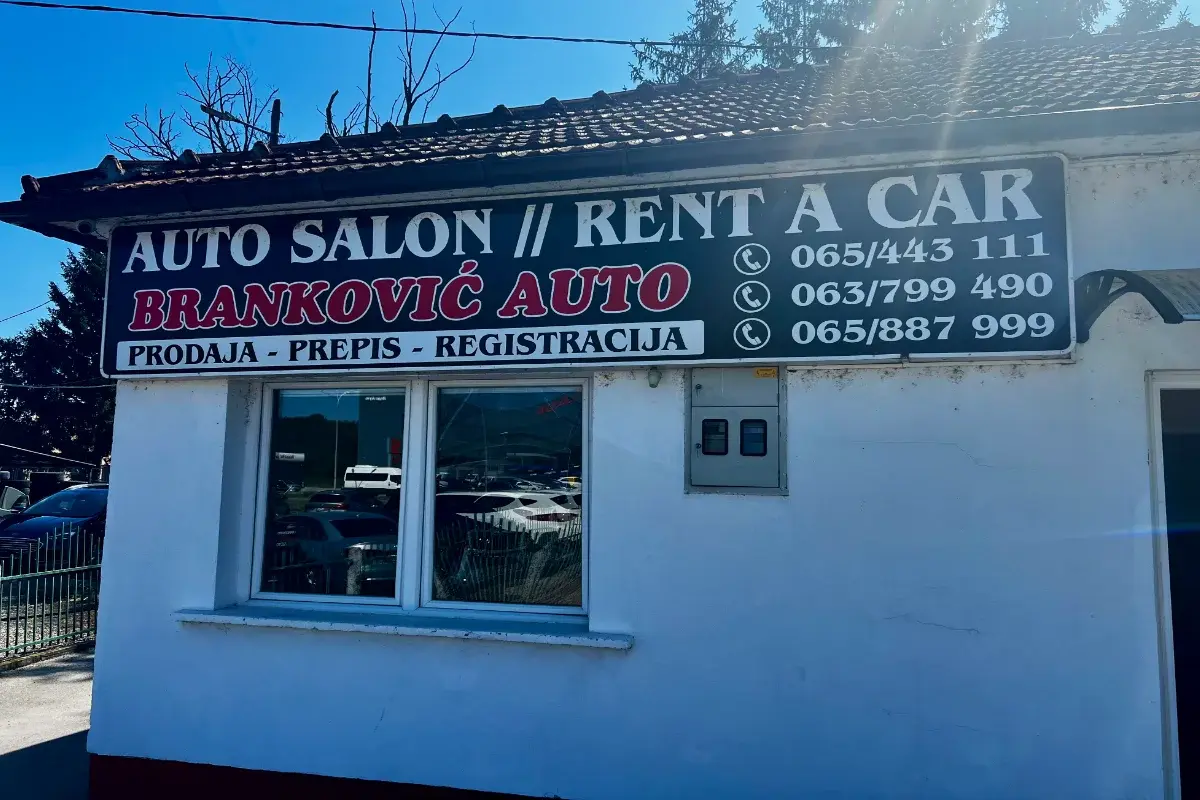 AUTO SALON // RENT A CAR
BRANKOVIĆ AUTO
PRODAJA - PREPIS - REGISTRACIJA
065/443 111
063/799 490
065/887 999